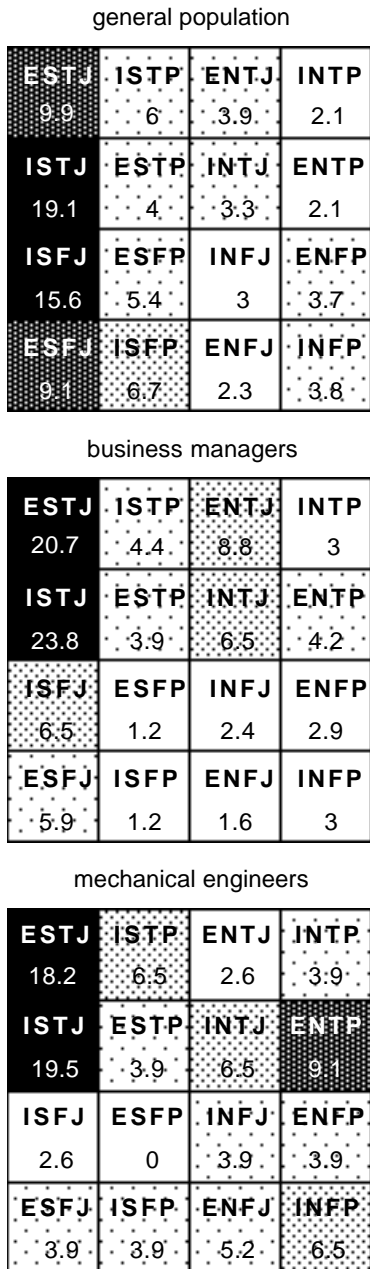 general population
ESTJ ISTP ENTJ INTP
9.9 6 3.9 2.1
ISTJ ESTP INTJ ENTP
19.1 4 3.3 2.1
ISFJ ESFP INFJ ENFP
15.6 5.4 3 3.7
ESFJ ISFP ENFJ INFP
9.1 6.7 2.3 3.8
business managers
ESTJ ISTP ENTJ INTP
20.7 4.4 8.8 3
ISTJ ESTP INTJ ENTP
23.8 3.9 6.5 4.2
ISFJ ESFP INFJ ENFP
6.5 1.2 2.4 2.9
ESFJ ISFP ENFJ INFP
5.9 1.2 1.6 3
mechanical engineers
ESTJ ISTP ENTJ INTP
18.2 6.5 2.6 3.9
ISTJ ESTP INTJ ENTP
19.5 3.9 6.5 9.1
ISFJ ESFP INFJ ENFP
2.6 0 3.9 3.9
ESFJ ISFP ENFJ INFP
3.9 3.9 5.2 6.5